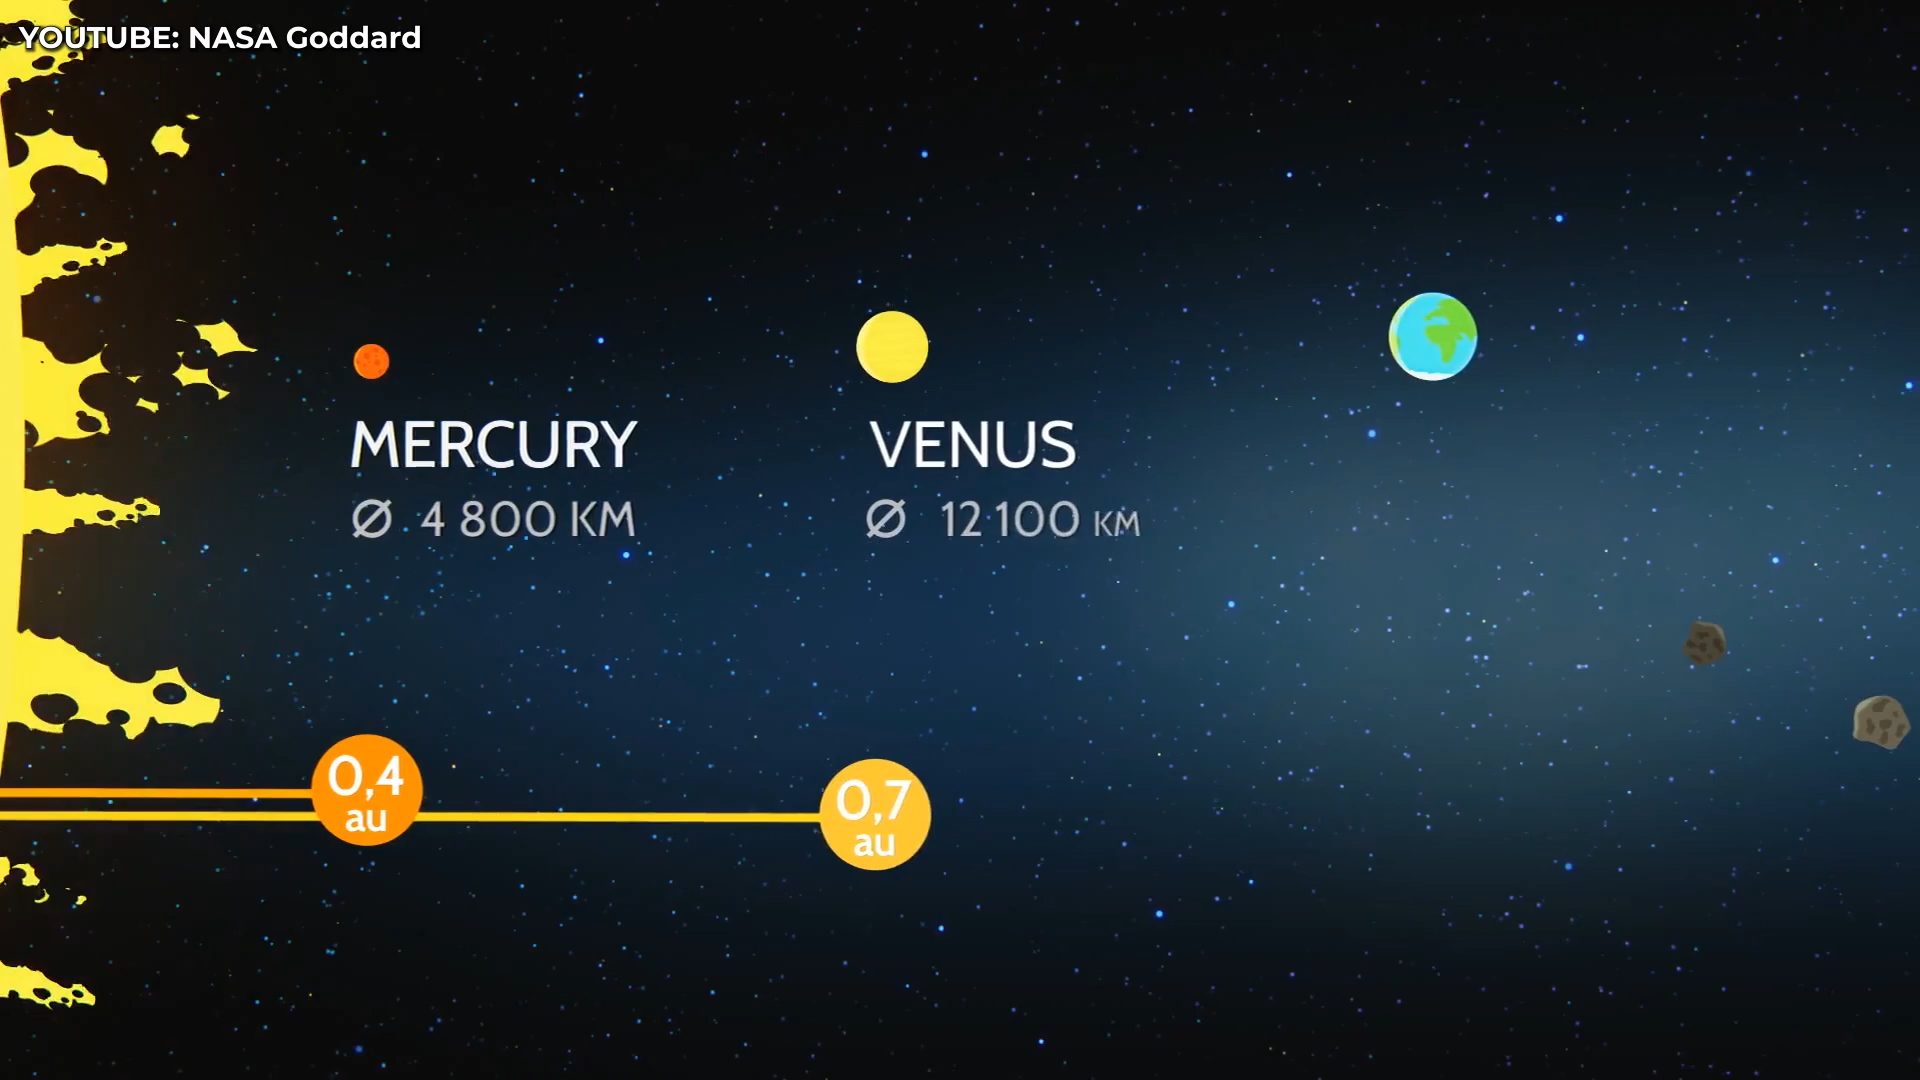 YOUTUBE: NASA Goddard
MERCURY
Ø 4 800 KM
VENUS
Ø 12 100 KM
0,4
au
0,7
au